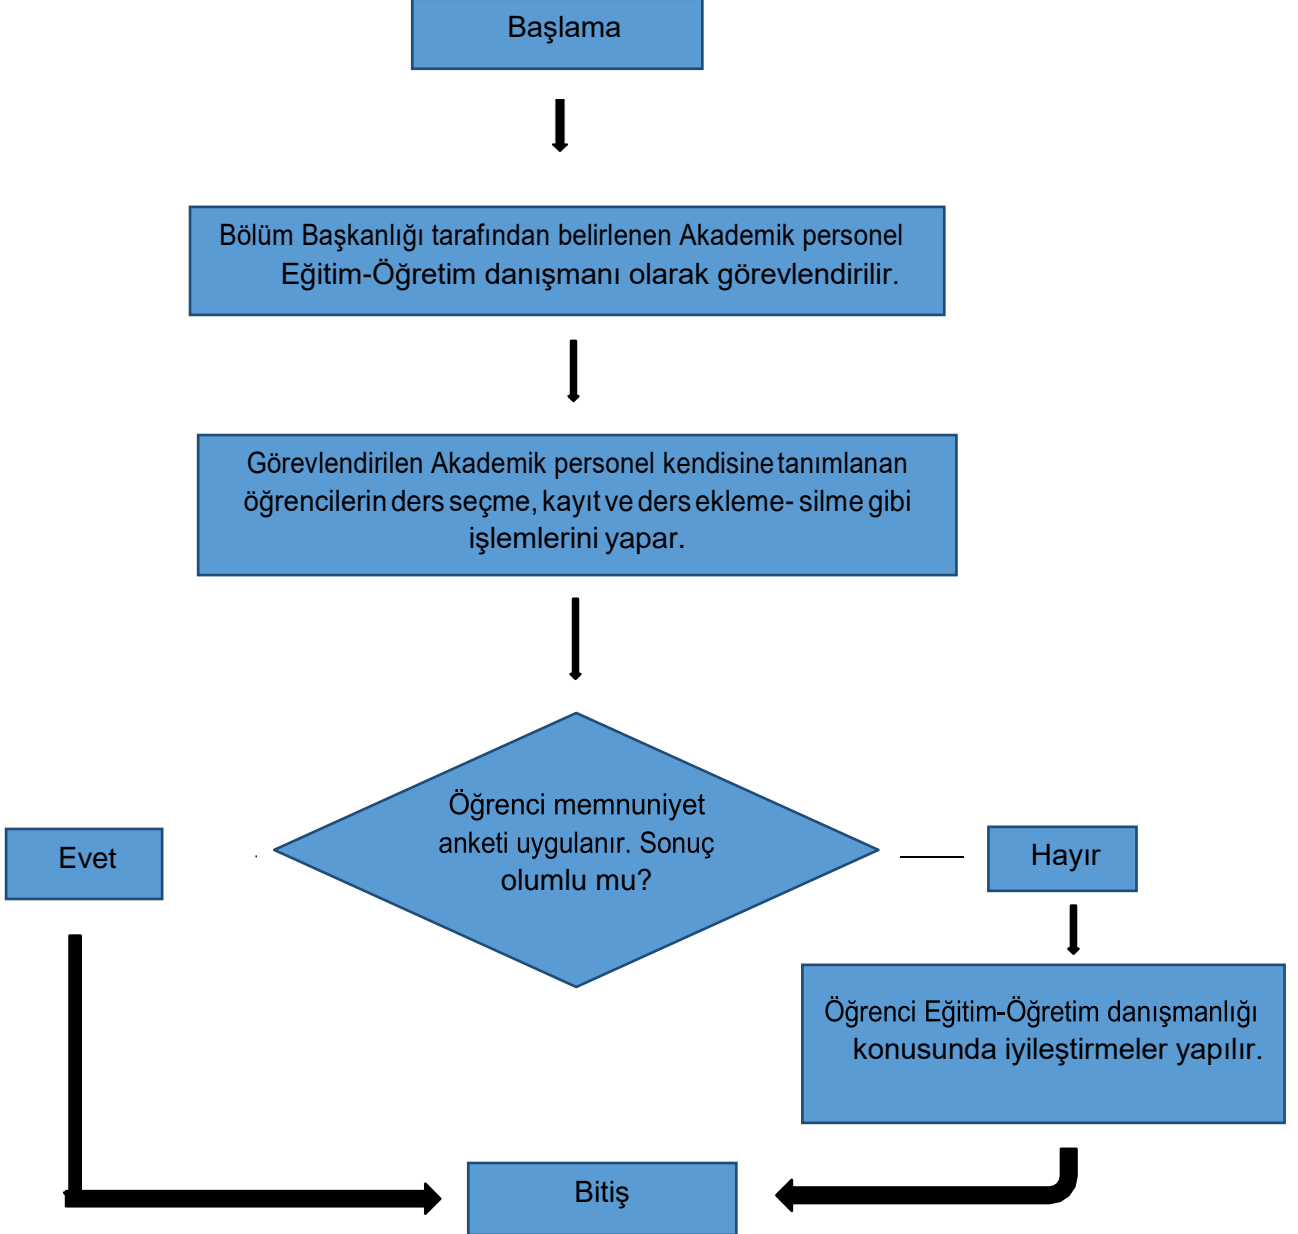 Başlama
Bölüm Başkanlığı tarafından belirlenen Akademik personel
Eğitim-Öğretim danışmanı olarak görevlendirilir.
Görevlendirilen Akademik personel kendisine tanımlanan
öğrencilerin ders seçme, kayıt ve ders ekleme- silme gibi
işlemlerini yapar.
Öğrenci memnuniyet
anketi uygulanır. Sonuç
olumlu mu?
Evet
Hayır
Öğrenci Eğitim-Öğretim danışmanlığı
konusunda iyileştirmeler yapılır.
Bitiş